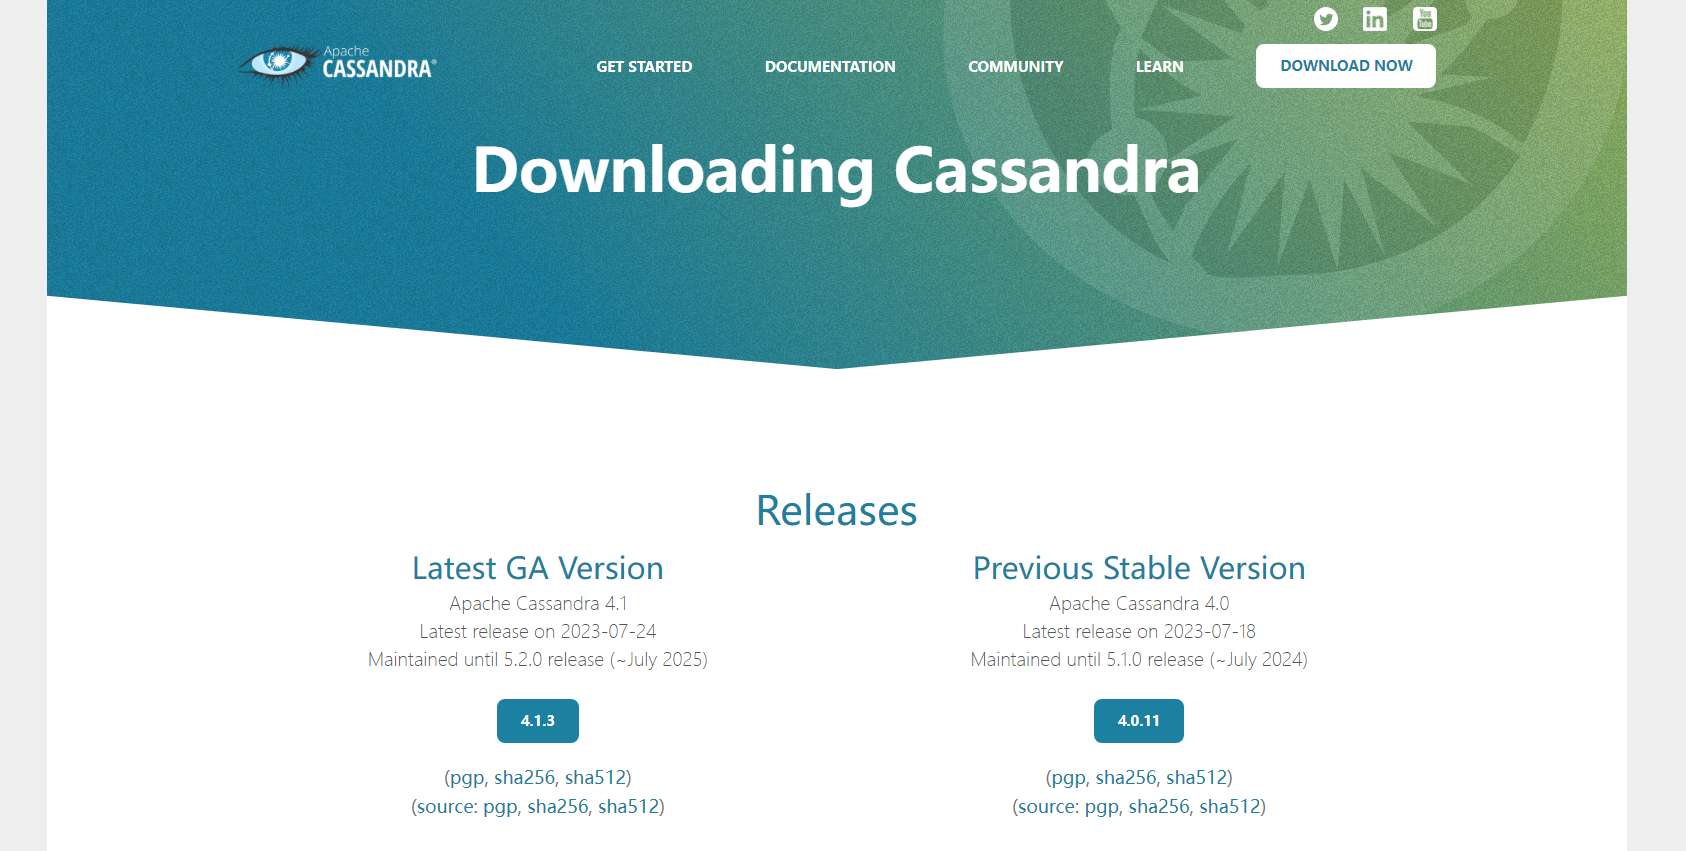 You
Tube
Apache
CASSANDRA®
GET STARTED
DOCUMENTATION
COMMUNITY
LEARN
DOWNLOAD NOW
Downloading Cassandra
Releases
Latest GA Version
Apache Cassandra 4.1
Latest release on 2023-07-24
Maintained until 5.2.0 release (~July 2025)
4.1.3
(pgp, sha256, sha512)
(source: pgp, sha256, sha512)
Previous Stable Version
Apache Cassandra 4.0
Latest release on 2023-07-18
Maintained until 5.1.0 release (~July 2024)
4.0.11
(pgp, sha256, sha512)
(source: pgp, sha256, sha512)